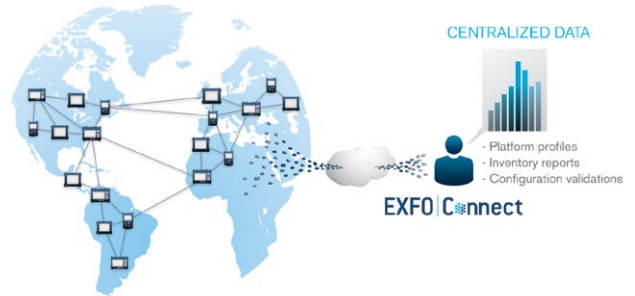 CENTRALIZED DATA
- Platform profiles
- Inventory reports
- Configuration validations
EXFO|Connect